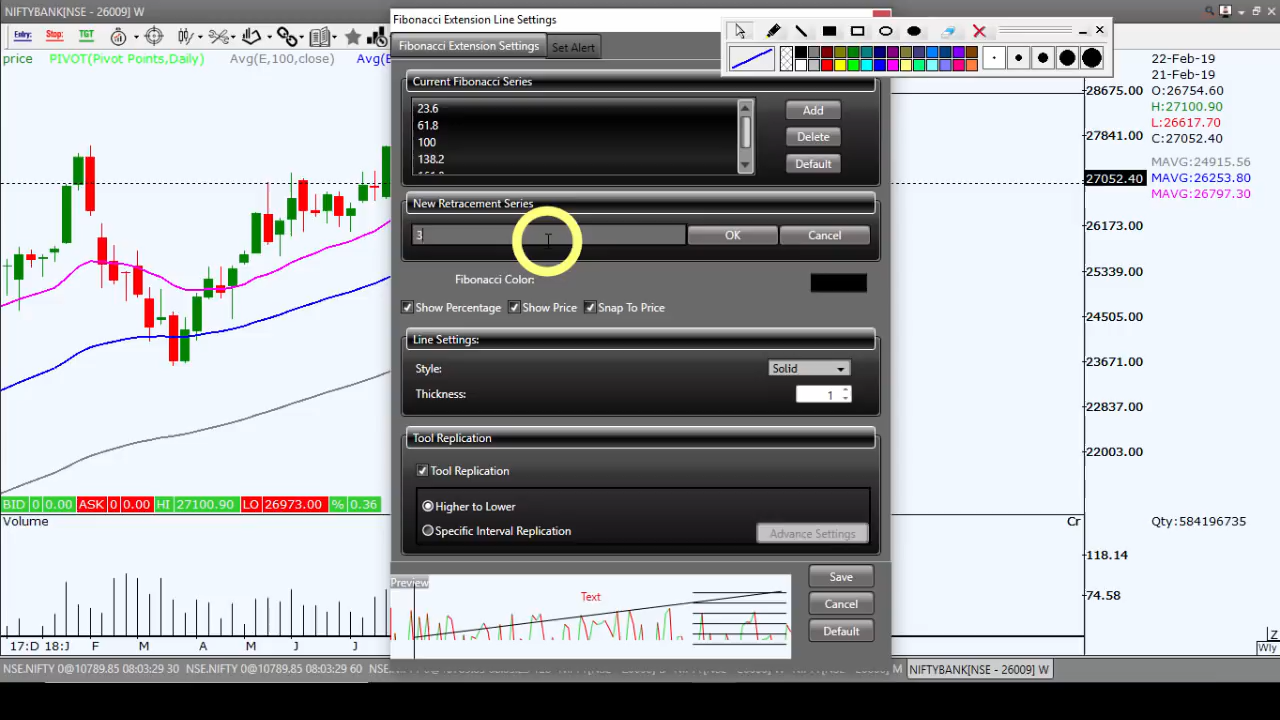 NIFTYBANK[NSE - 26009] W
Fibonacci Extension Line Settings
Fibonacci Extension Settings
Set Alert
Entry:
Stop:
TGT
price PIVOT(Pivot Points,Daily) Avg(E,100,close)
Current Fibonacci Series
23.6
61.8
100
138.2
Add
Delete
Default
New Retracement Series
3
OK
Cancel
Fibonacci Color:
Show Percentage
Show Price
Snap To Price
Line Settings:
Style:
Solid
Thickness:
1
Tool Replication
Tool Replication
Higher to Lower
Specific Interval Replication
Advance Settings
Preview
Text
Save
Cancel
Default
22-Feb-19
21-Feb-19
O:26754.60
H:27100.90
L:26617.70
C:27052.40
MAVG:24915.56
MAVG:26253.80
MAVG:26797.30
28675.00
27841.00
27052.40
26173.00
25339.00
24505.00
23671.00
22837.00
22003.00
BID 0 0.00 ASK 0 0.00 HI 27100.90 LO 26973.00 % 0.36
Volume
Cr
Qty:584196735
118.14
74.58
17:D 18:J F M A M J J
Z
Wly
NSE.NIFTY 0@10789.85 08:03:29 30
NSE.NIFTY 0@10789.85 08:03:29 60
NIFTYBANK[NSE - 26009] W